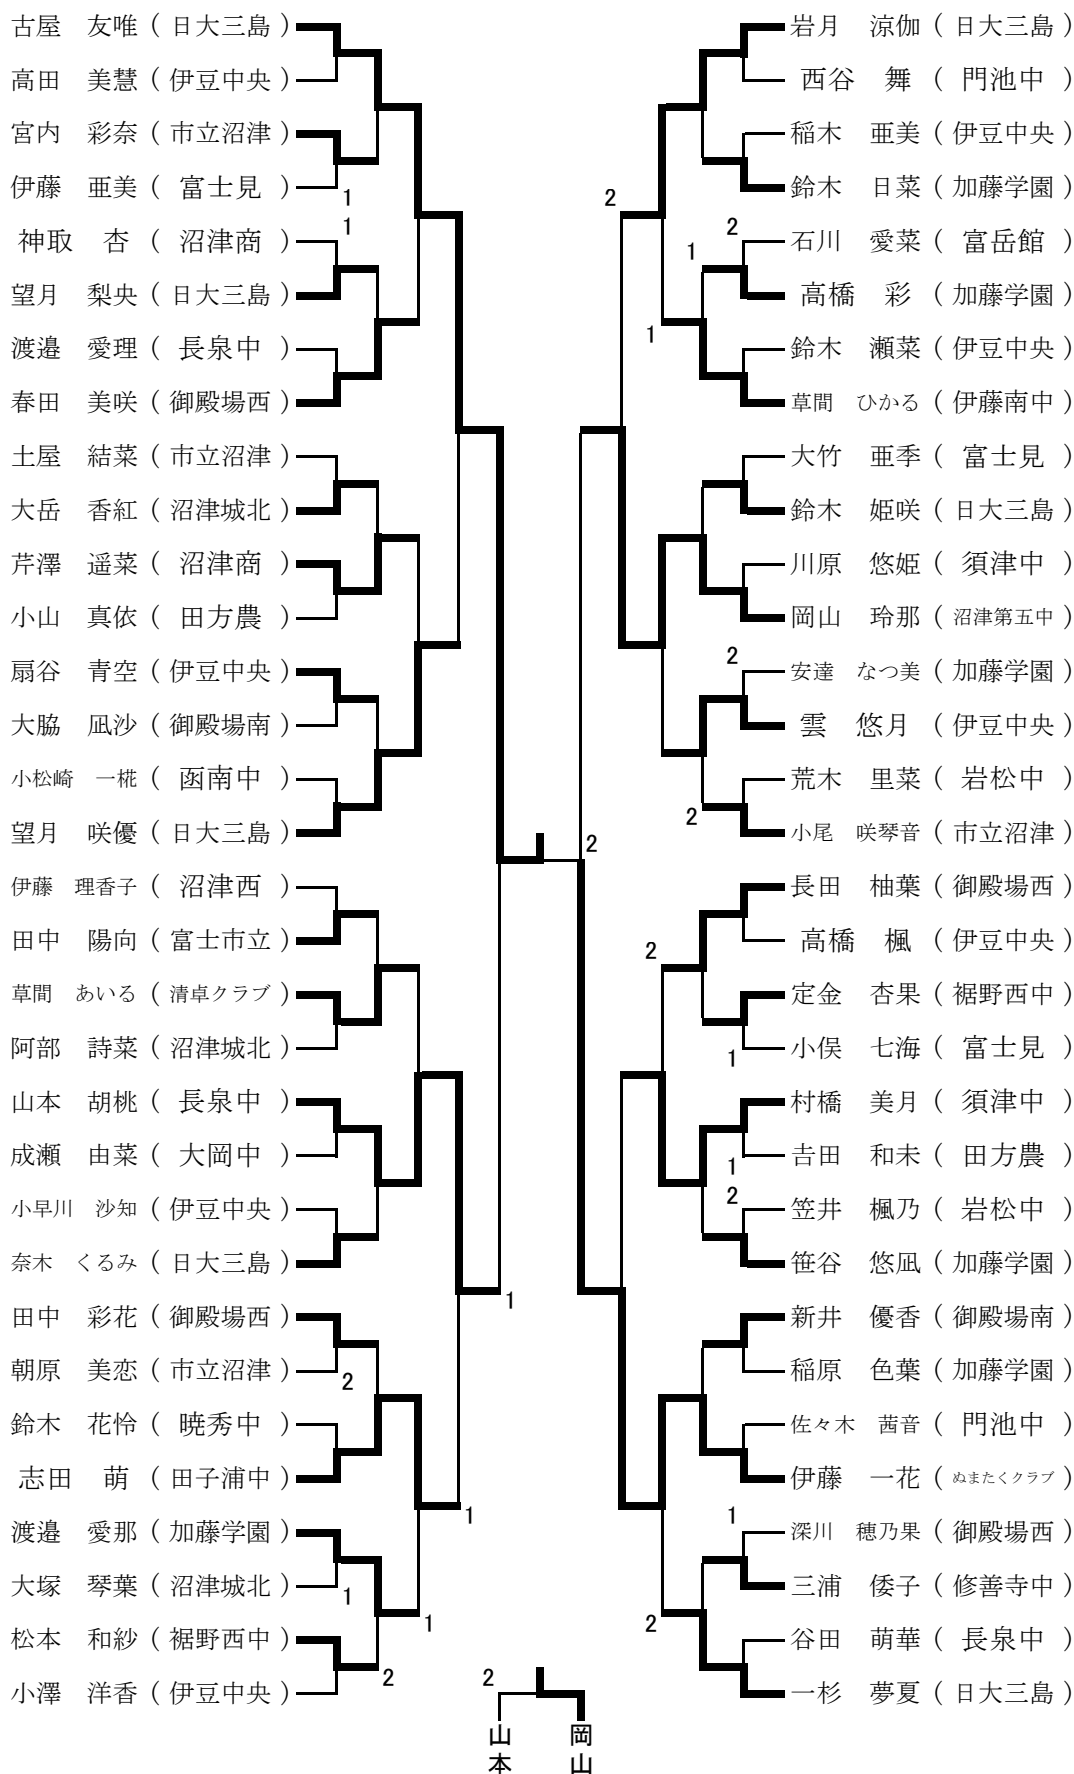 古屋　友唯 ( 日大三島 )
高田　美慧 ( 伊豆中央 )
宮内　彩奈 ( 市立沼津 )
伊藤　亜美 ( 富士見 )
1
1
神取　杏 ( 沼津商 )
望月　梨央 ( 日大三島 )
渡邉　愛理 ( 長泉中 )
春田　美咲 ( 御殿場西 )
土屋　結菜 ( 市立沼津 )
大岳　香紅 ( 沼津城北 )
芹澤　遥菜 ( 沼津商 )
小山　真依 ( 田方農 )
扇谷　青空 ( 伊豆中央 )
大脇　凪沙 ( 御殿場南 )
小松崎　一椛 ( 函南中 )
望月　咲優 ( 日大三島 )
伊藤　理香子 ( 沼津西 )
田中　陽向 ( 富士市立 )
草間　あいる ( 清卓クラブ )
阿部　詩菜 ( 沼津城北 )
山本　胡桃 ( 長泉中 )
成瀬　由菜 ( 大岡中 )
小早川　沙知 ( 伊豆中央 )
奈木　くるみ ( 日大三島 )
1
田中　彩花 ( 御殿場西 )
朝原　美恋 ( 市立沼津 )
2
鈴木　花怜 ( 暁秀中 )
志田　萌 ( 田子浦中 )
1
渡邉　愛那 ( 加藤学園 )
大塚　琴葉 ( 沼津城北 )
1
1
松本　和紗 ( 裾野西中 )
2
小澤　洋香 ( 伊豆中央 )
岩月　涼伽 ( 日大三島 )
西谷　舞 ( 門池中 )
稲木　亜美 ( 伊豆中央 )
鈴木　日菜 ( 加藤学園 )
2
2
石川　愛菜 ( 富岳館 )
1
高橋　彩 ( 加藤学園 )
1
鈴木　瀬菜 ( 伊豆中央 )
草間　ひかる ( 伊藤南中 )
大竹　亜季 ( 富士見 )
鈴木　姫咲 ( 日大三島 )
川原　悠姫 ( 須津中 )
岡山　玲那 ( 沼津第五中 )
2
安達　なつ美 ( 加藤学園 )
雲　悠月 ( 伊豆中央 )
荒木　里菜 ( 岩松中 )
2
小尾　咲琴音 ( 市立沼津 )
2
長田　柚葉 ( 御殿場西 )
高橋　楓 ( 伊豆中央 )
2
定金　杏果 ( 裾野西中 )
小俣　七海 ( 富士見 )
1
村橋　美月 ( 須津中 )
吉田　和未 ( 田方農 )
1
2
笠井　楓乃 ( 岩松中 )
笹谷　悠凪 ( 加藤学園 )
新井　優香 ( 御殿場南 )
稲原　色葉 ( 加藤学園 )
佐々木　茜音 ( 門池中 )
伊藤　一花 ( ぬまたくクラブ )
1
深川　穂乃果 ( 御殿場西 )
三浦　倭子 ( 修善寺中 )
2
谷田　萌華 ( 長泉中 )
一杉　夢夏 ( 日大三島 )
2
山本
岡山